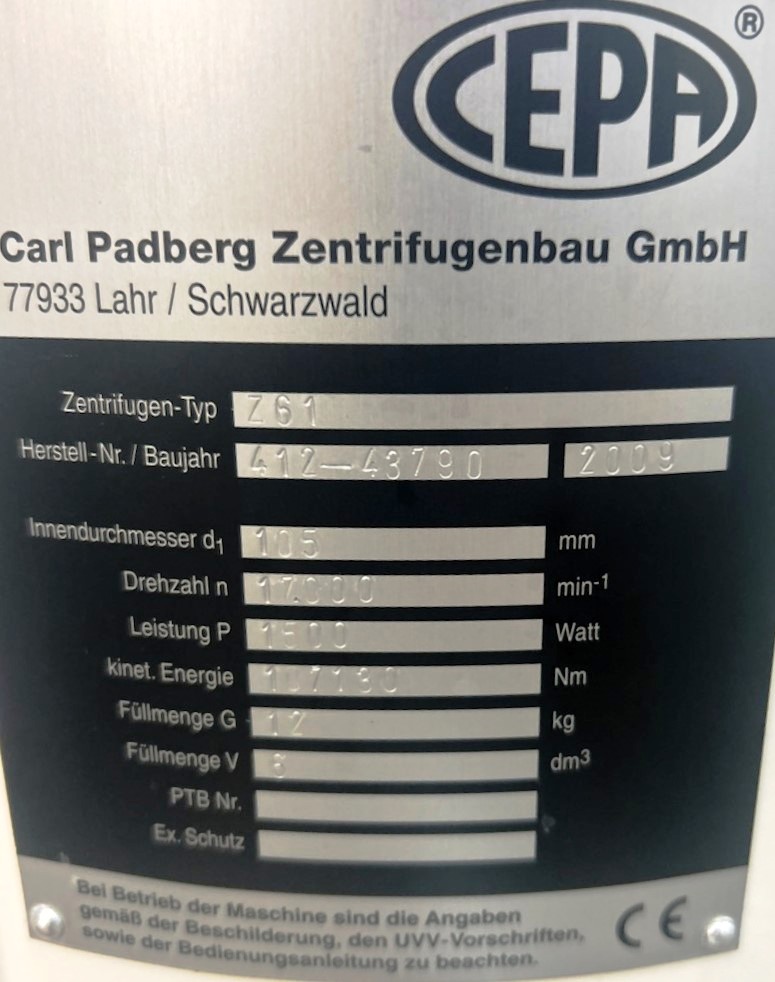 CEPA ®
Carl Padberg Zentrifugenbau GmbH
77933 Lahr / Schwarzwald
Zentrifugen-Typ Z61
Herstell-Nr. / Baujahr 412-43790 2009
Innendurchmesser d1 105 mm
Drehzahl n 17000 min-1
Leistung P 1500 Watt
kinet. Energie Nm
Füllmenge G 12 kg
Füllmenge V 6 dm3
PTB Nr.
Ex. Schutz
Bei Betrieb der Maschine sind die Angaben
gemäß der Beschilderung, den UVV-Vorschriften,
sowie der Bedienungsanleitung zu beachten.
CE